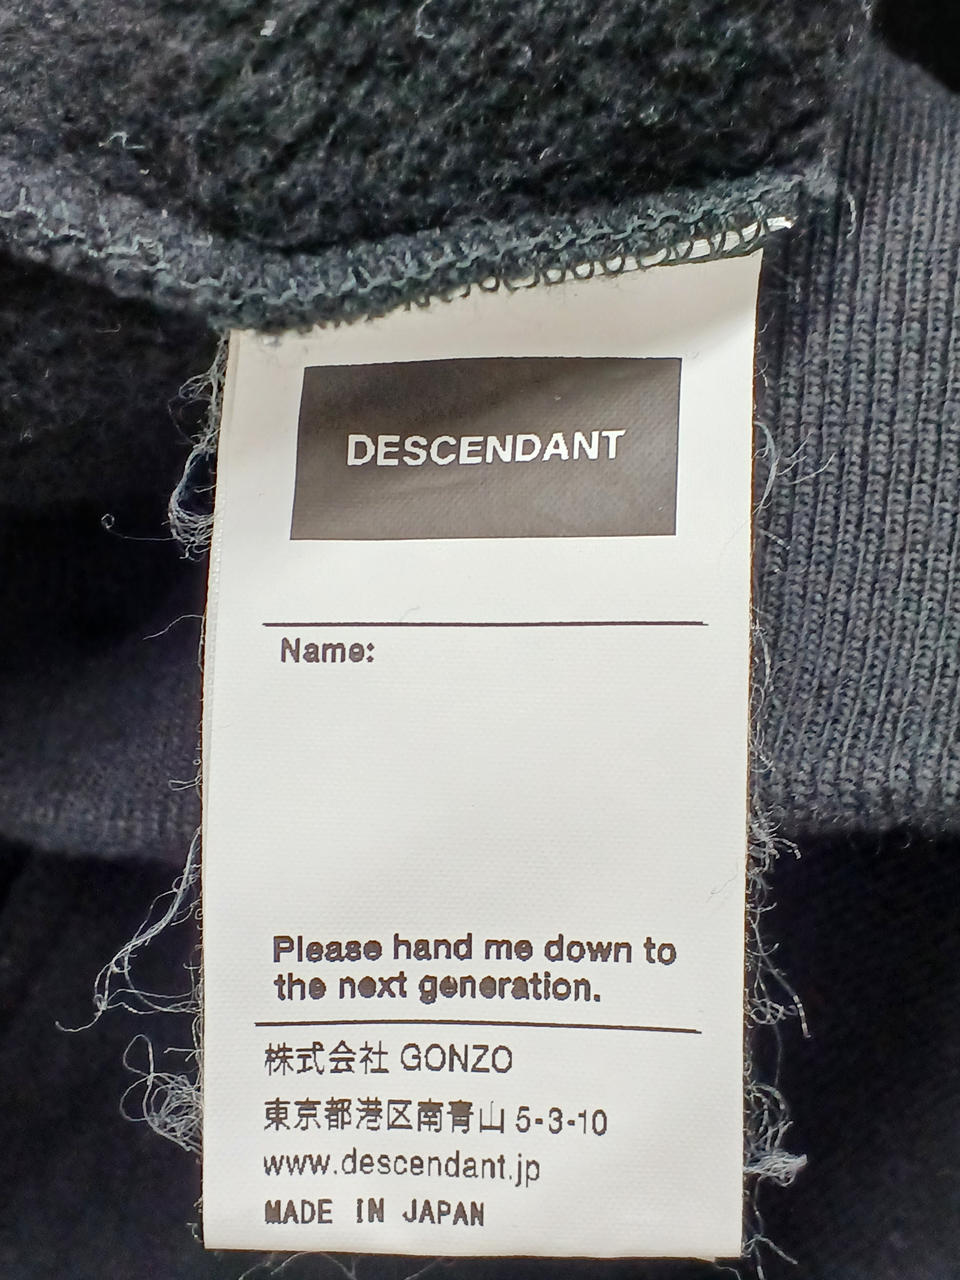 DESCENDANT
Name:
Please hand me down to
the next generation.
株式会社 GONZO
東京都港区南青山 5-3-10
www.descendant.jp
MADE IN JAPAN